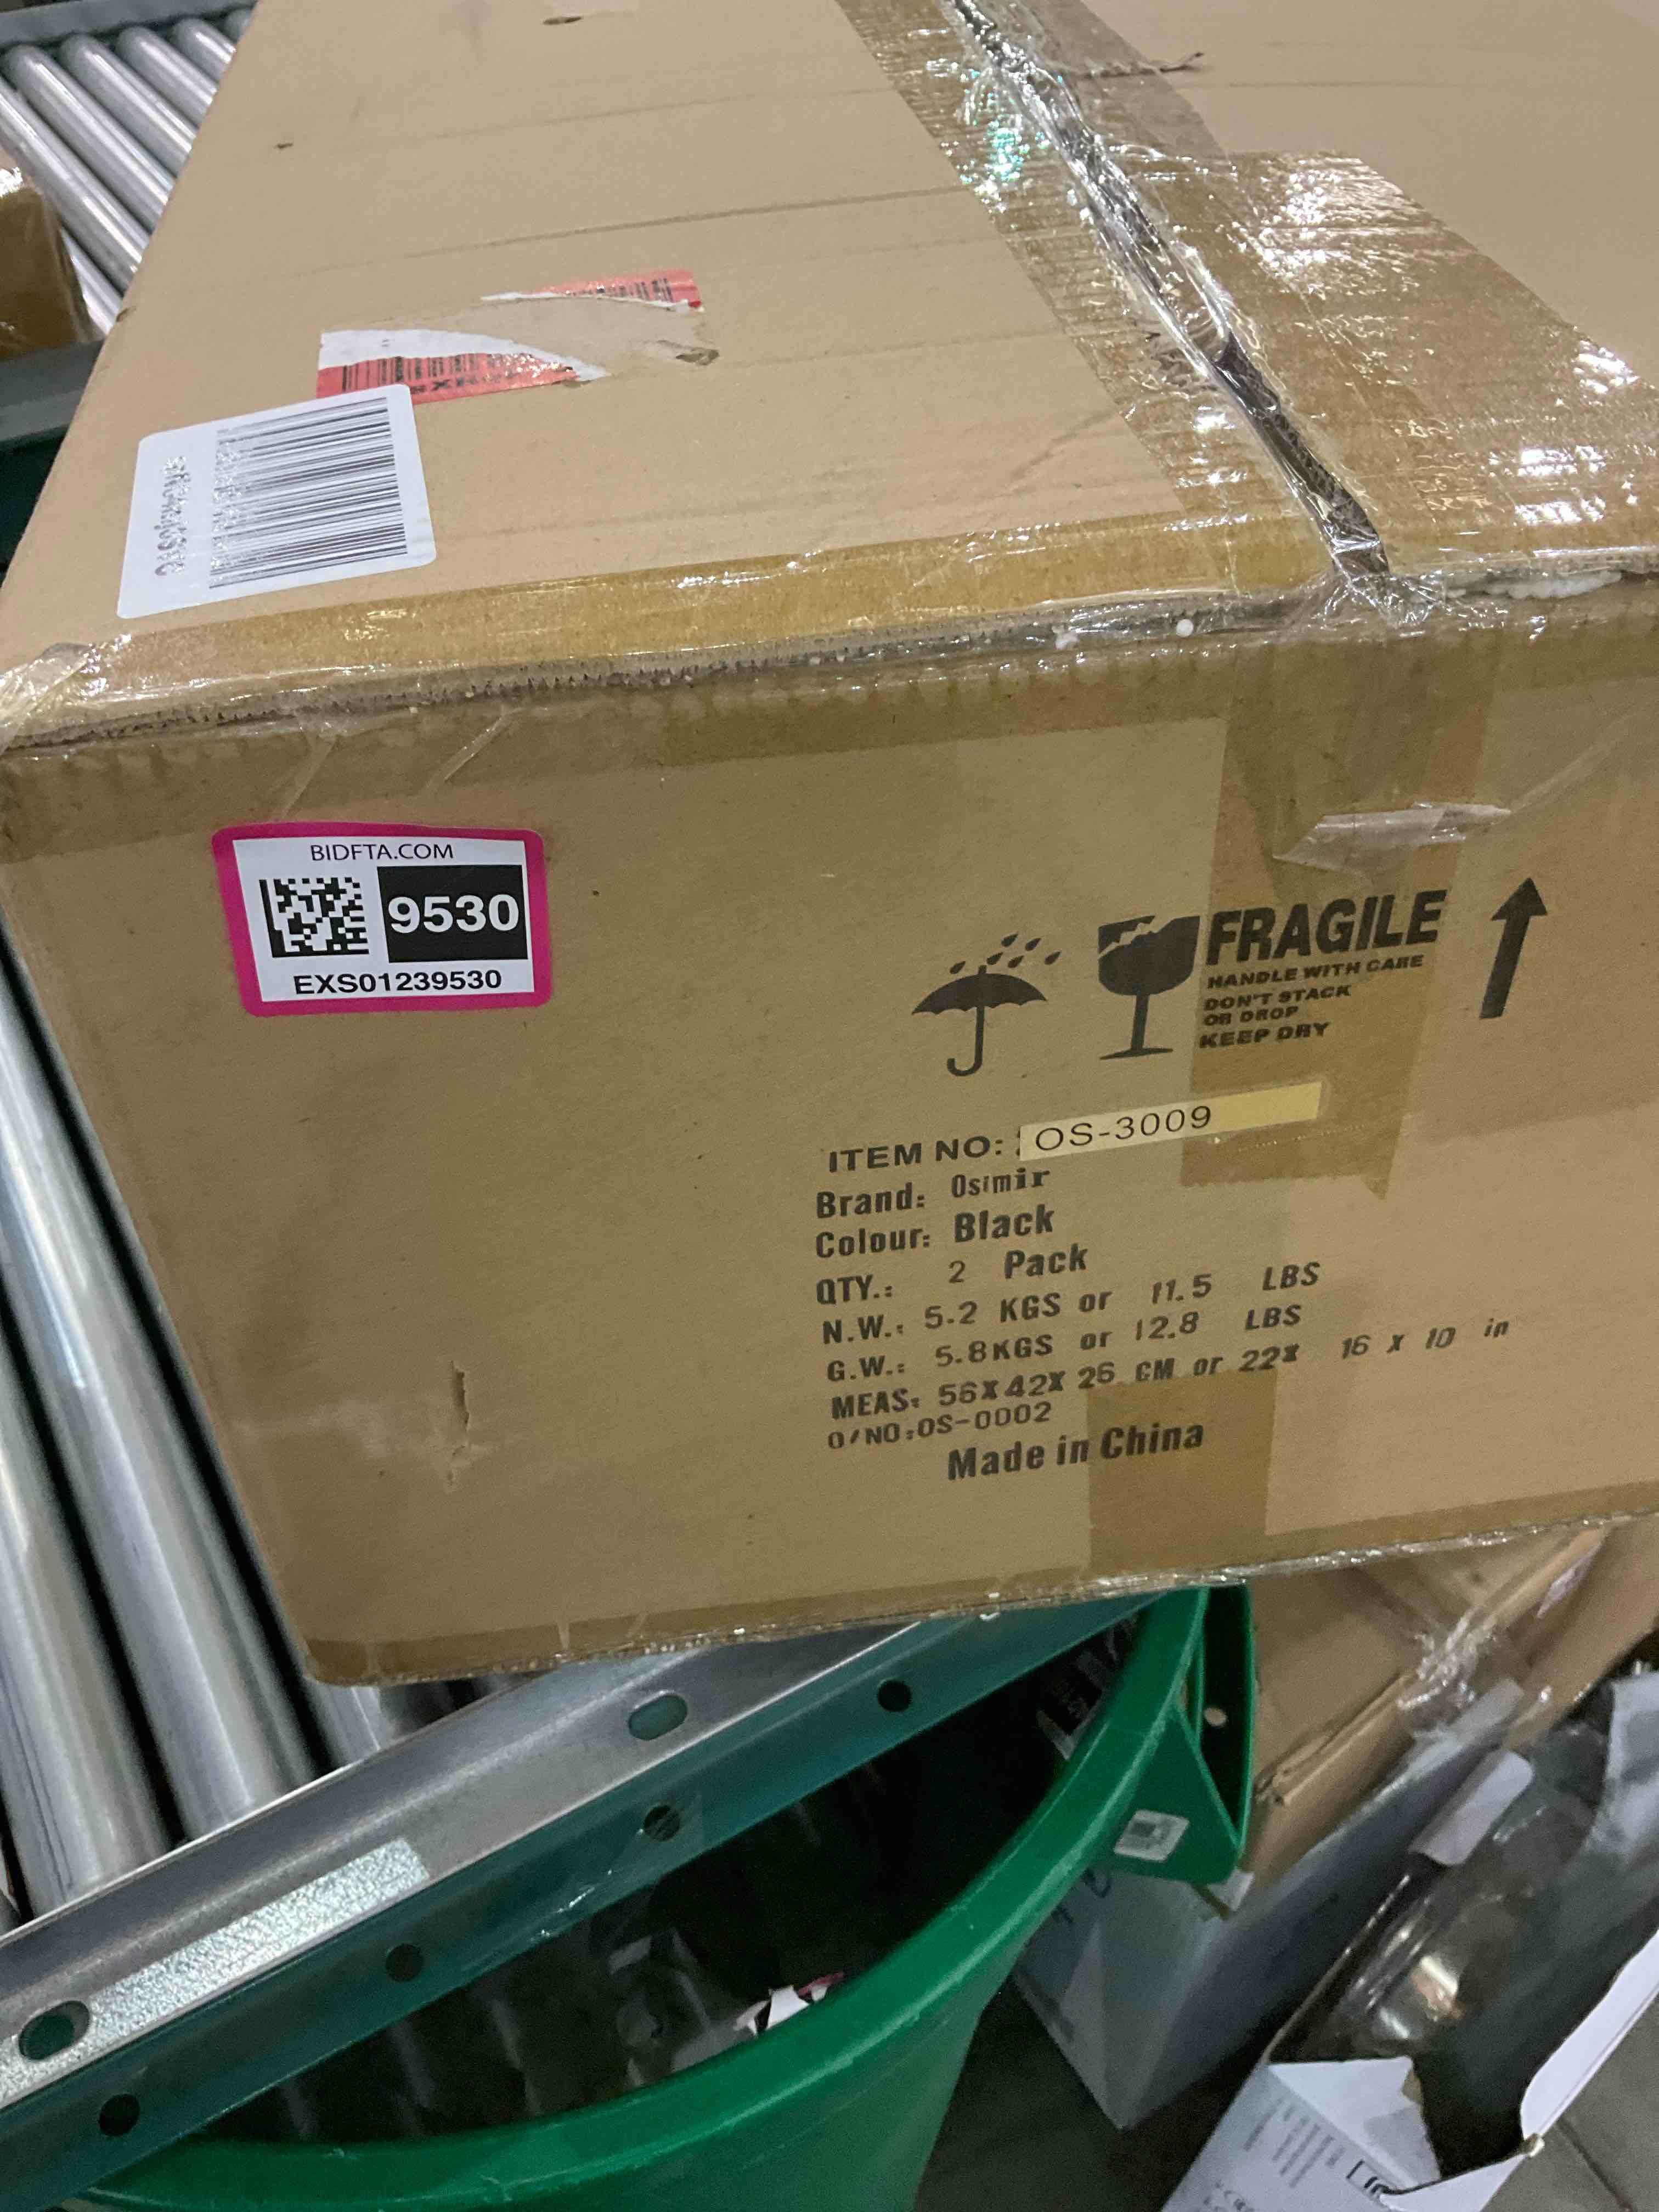 BIDFTA.COM
9530
EXS01239530
FRAGILE
HANDLE WITH CARE
DON'T STACK
OR DROP
KEEP DRY
ITEM NO: OS-3009
Brand: Osimir
Colour: Black
QTY.: 2 Pack
N.W.: 5.2 KGS or 11.5 LBS
G.W.: 5.8KGS or 12.8 LBS
MEAS: 56X42X 26 CM or 22X 16 X 10 in
O/NO:OS-0002
Made in China